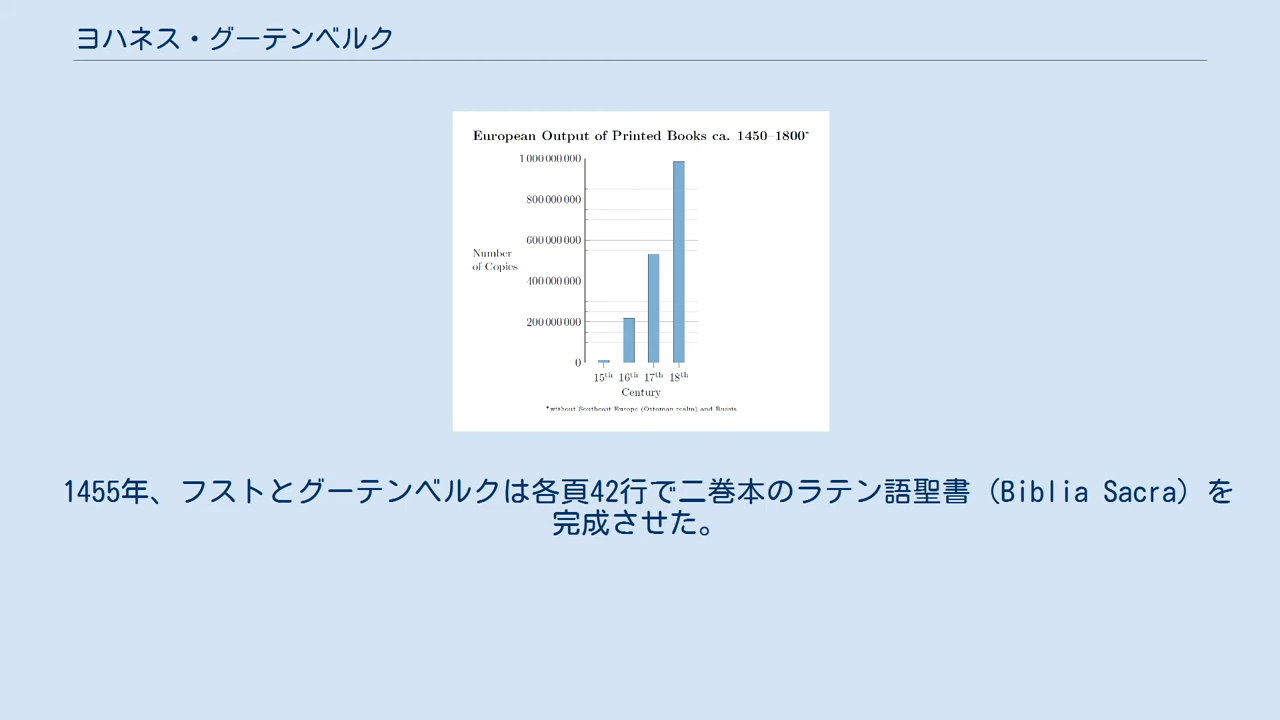 ヨハネス・グーテンベルク
European Output of Printed Books ca. 1450–1800*
1 000 000 000
800 000 000
600 000 000
Number
of Copies
400 000 000
200 000 000
0
15th 16th 17th 18th
Century
*without Southeast Europe (Ottoman realm) and Russia
1455年、フストとグーテンベルクは各頁42行で二巻本のラテン語聖書（Biblia Sacra）を
完成させた。